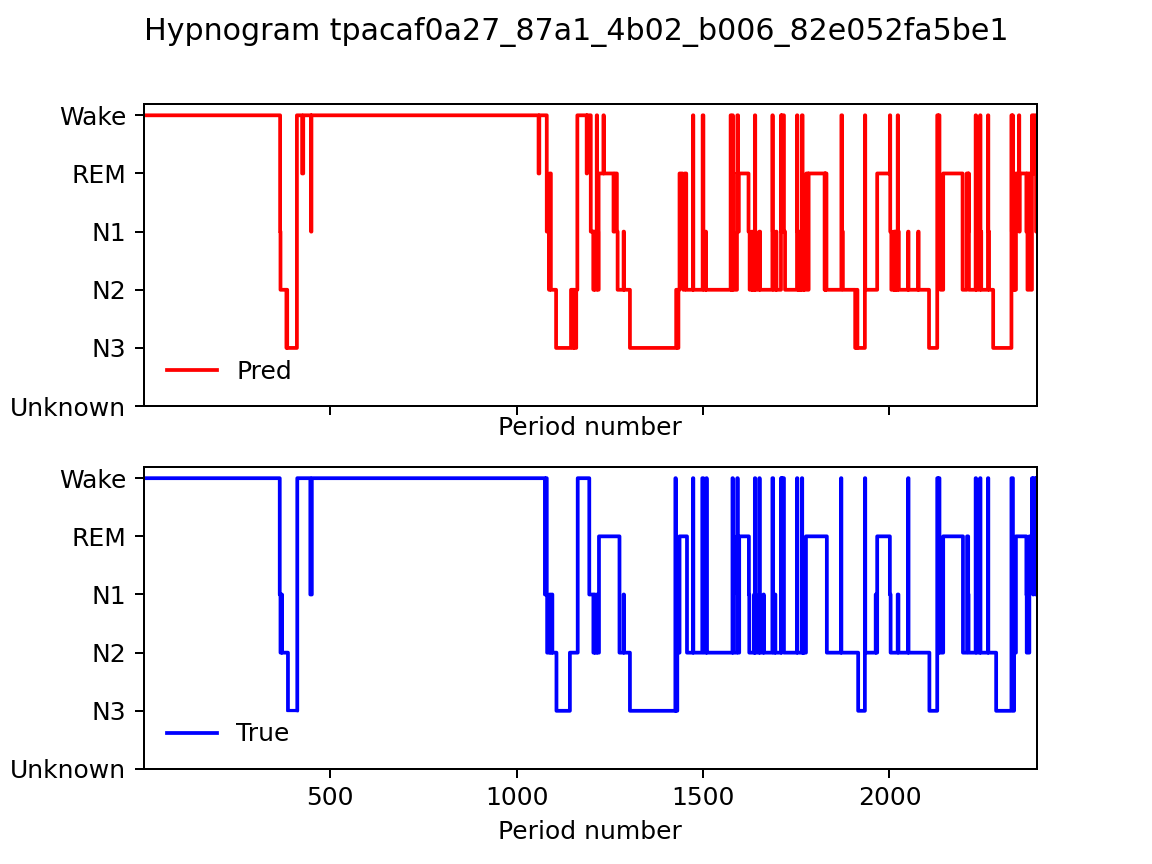 Hypnogram tpacaf0a27_87a1_4b02_b006_82e052fa5be1
Wake
REM
N1
N2
N3
Unknown
Pred
Period number
Wake
REM
N1
N2
N3
Unknown
True
500 1000 1500 2000
Period number